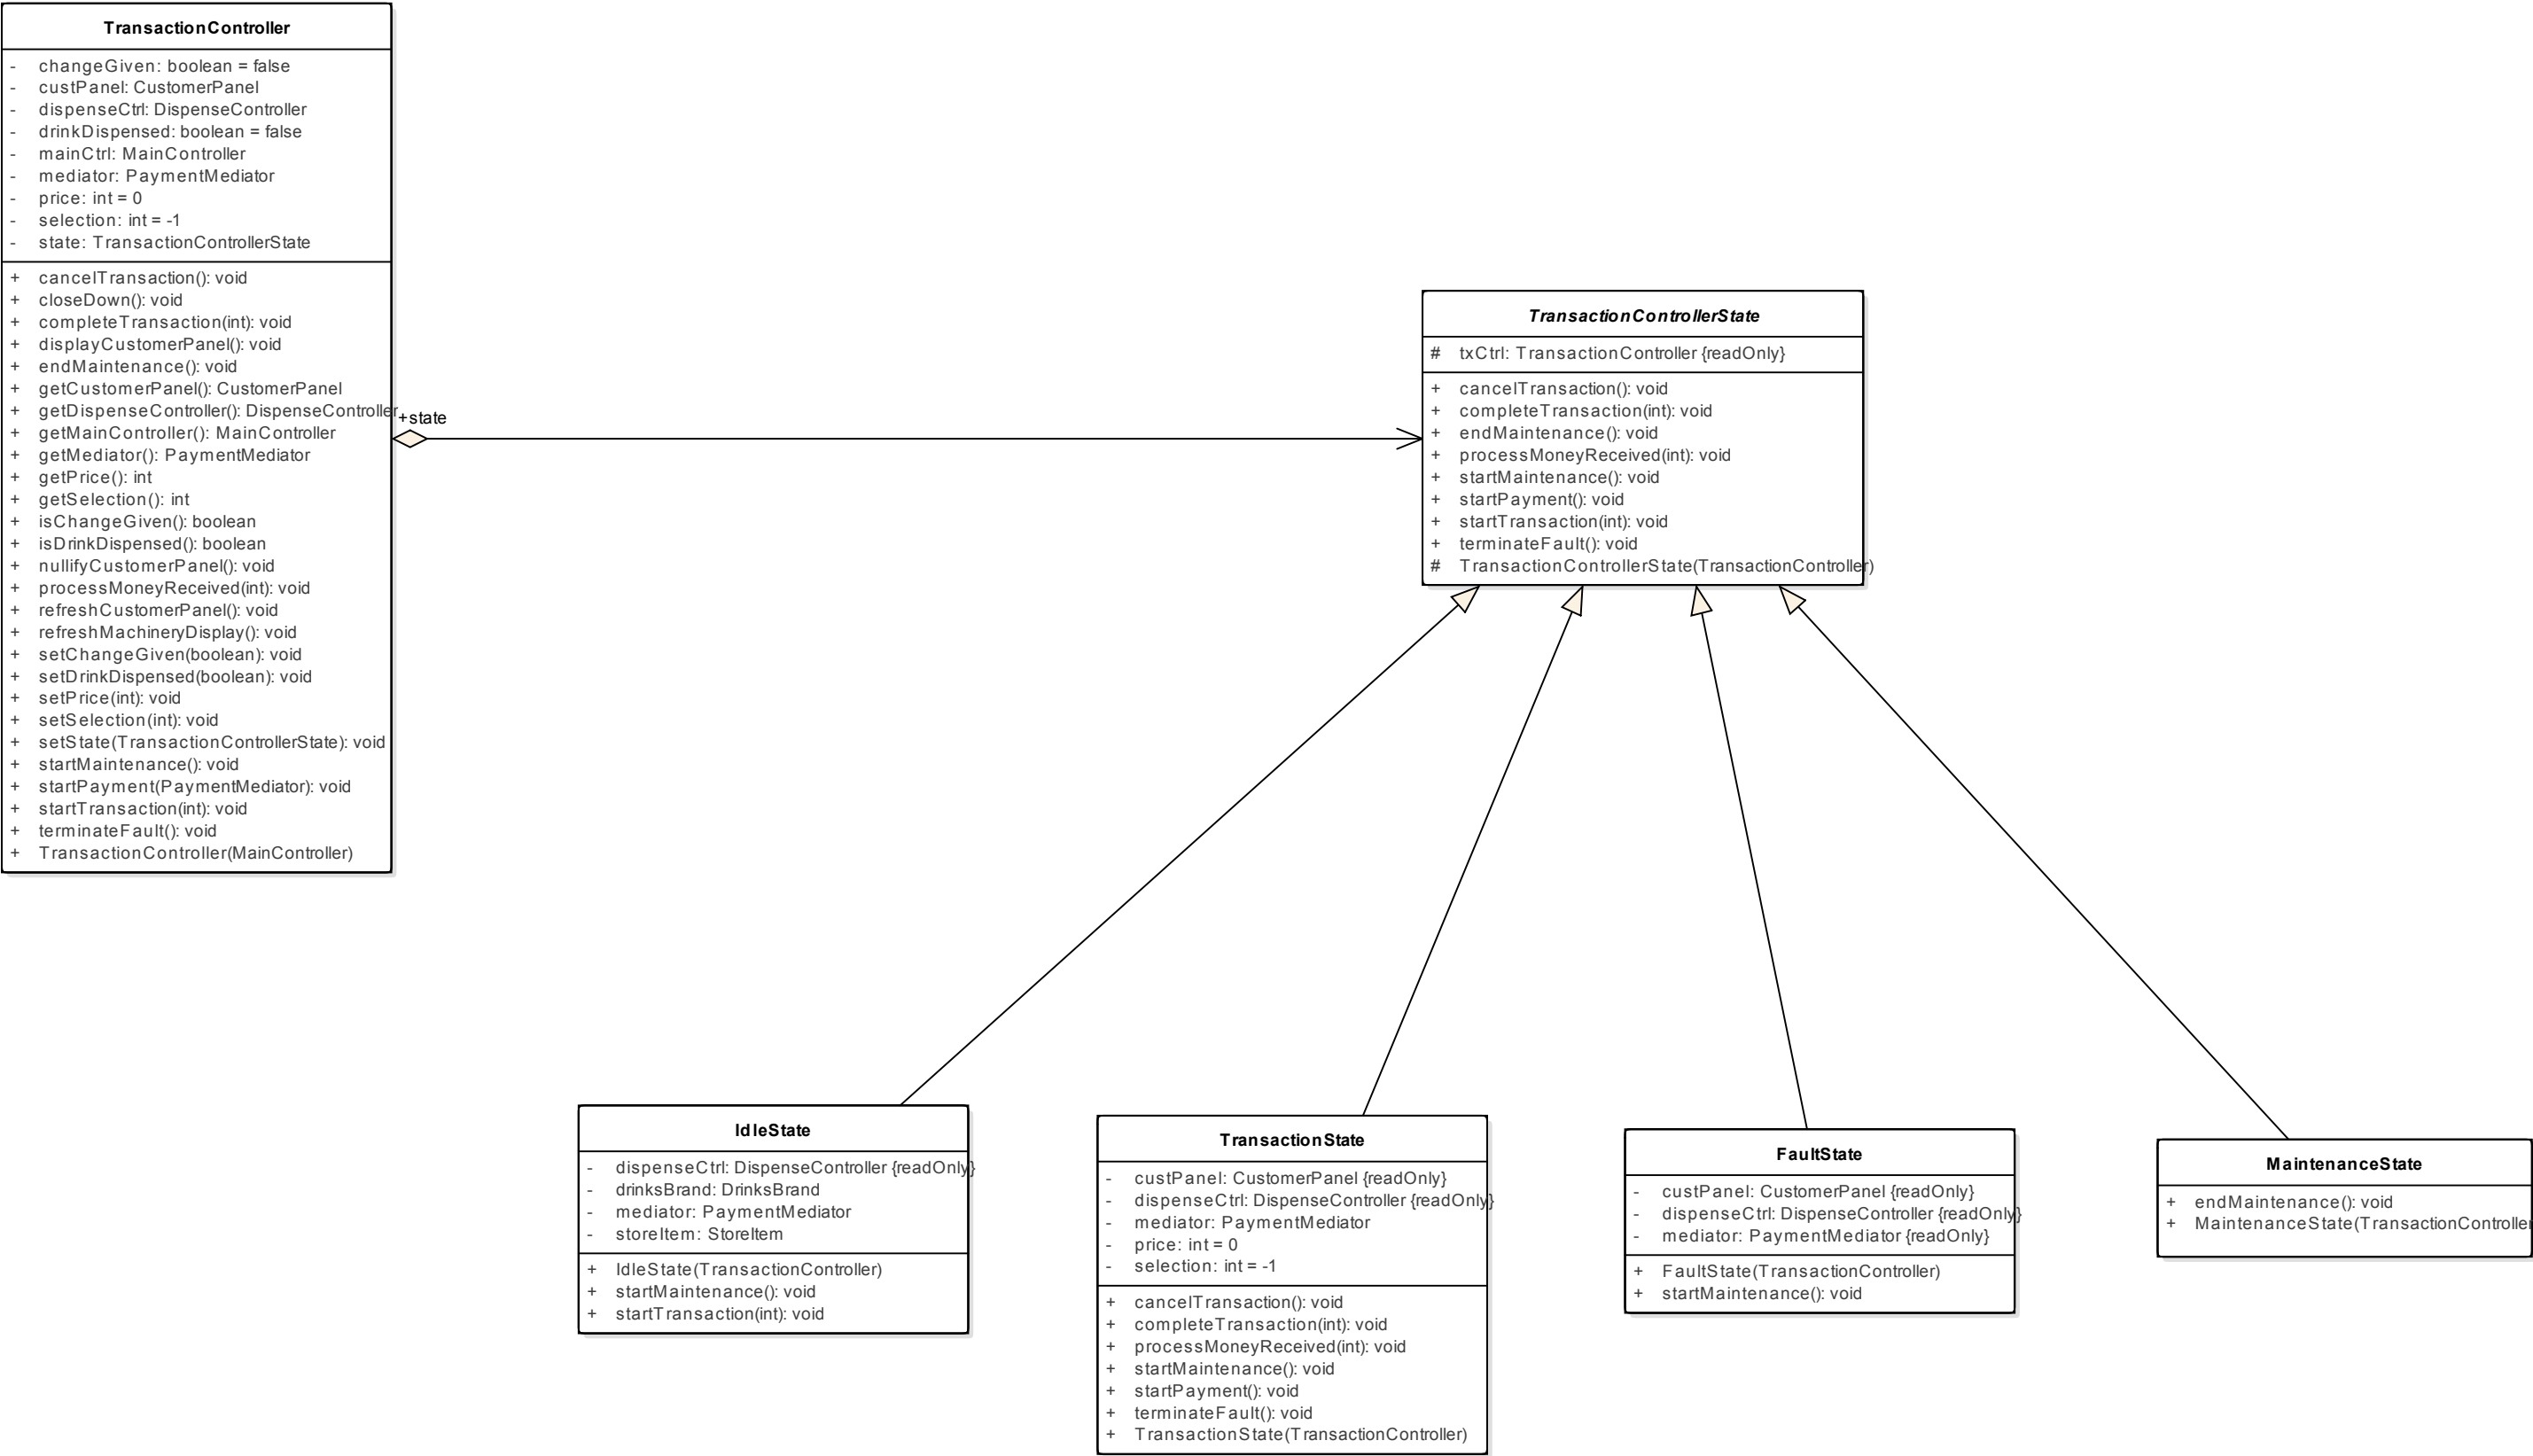 TransactionController
- changeGiven: boolean = false
- custPanel: CustomerPanel
- dispenseCtrl: DispenseController
- drinkDispensed: boolean = false
- mainCtrl: MainController
- mediator: PaymentMediator
- price: int = 0
- selection: int = -1
- state: TransactionControllerState
+ cancelTransaction(): void
+ closeDown(): void
+ completeTransaction(int): void
+ displayCustomerPanel(): void
+ endMaintenance(): void
+ getCustomerPanel(): CustomerPanel
+ getDispenseController(): DispenseController
+ getMainController(): MainController
+ getMediator(): PaymentMediator
+ getPrice(): int
+ getSelection(): int
+ isChangeGiven(): boolean
+ isDrinkDispensed(): boolean
+ nullifyCustomerPanel(): void
+ processMoneyReceived(int): void
+ refreshCustomerPanel(): void
+ refreshMachineryDisplay(): void
+ setChangeGiven(boolean): void
+ setDrinkDispensed(boolean): void
+ setPrice(int): void
+ setSelection(int): void
+ setState(TransactionControllerState): void
+ startMaintenance(): void
+ startPayment(PaymentMediator): void
+ startTransaction(int): void
+ terminateFault(): void
+ TransactionController(MainController)
+state
TransactionControllerState
# txCtrl: TransactionController {readOnly}
+ cancelTransaction(): void
+ completeTransaction(int): void
+ endMaintenance(): void
+ processMoneyReceived(int): void
+ startMaintenance(): void
+ startPayment(): void
+ startTransaction(int): void
+ terminateFault(): void
# TransactionControllerState(TransactionController)
IdleState
- dispenseCtrl: DispenseController {readOnly}
- drinksBrand: DrinksBrand
- mediator: PaymentMediator
- storeItem: StoreItem
+ IdleState(TransactionController)
+ startMaintenance(): void
+ startTransaction(int): void
TransactionState
- custPanel: CustomerPanel {readOnly}
- dispenseCtrl: DispenseController {readOnly}
- mediator: PaymentMediator
- price: int = 0
- selection: int = -1
+ cancelTransaction(): void
+ completeTransaction(int): void
+ processMoneyReceived(int): void
+ startMaintenance(): void
+ startPayment(): void
+ terminateFault(): void
+ TransactionState(TransactionController)
FaultState
- custPanel: CustomerPanel {readOnly}
- dispenseCtrl: DispenseController {readOnly}
- mediator: PaymentMediator {readOnly}
+ FaultState(TransactionController)
+ startMaintenance(): void
MaintenanceState
+ endMaintenance(): void
+ MaintenanceState(TransactionController